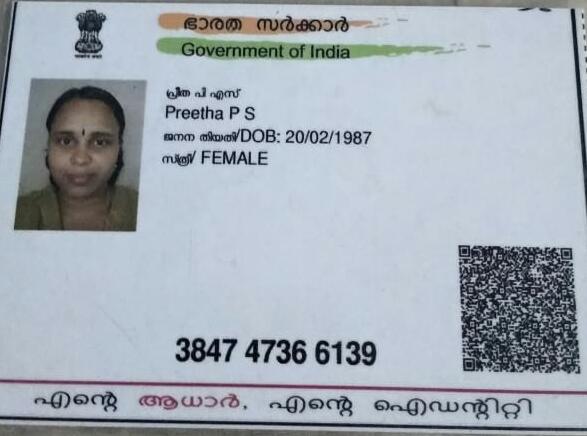 ഭാരത സർക്കാർ
Government of India
പ്രീത പി എസ്
Preetha P S
ജനന തിയതി/DOB: 20/02/1987
സ്ത്രീ/ FEMALE
3847 4736 6139
എന്റെ ആധാർ, എന്റെ ഐഡന്റിറ്റി